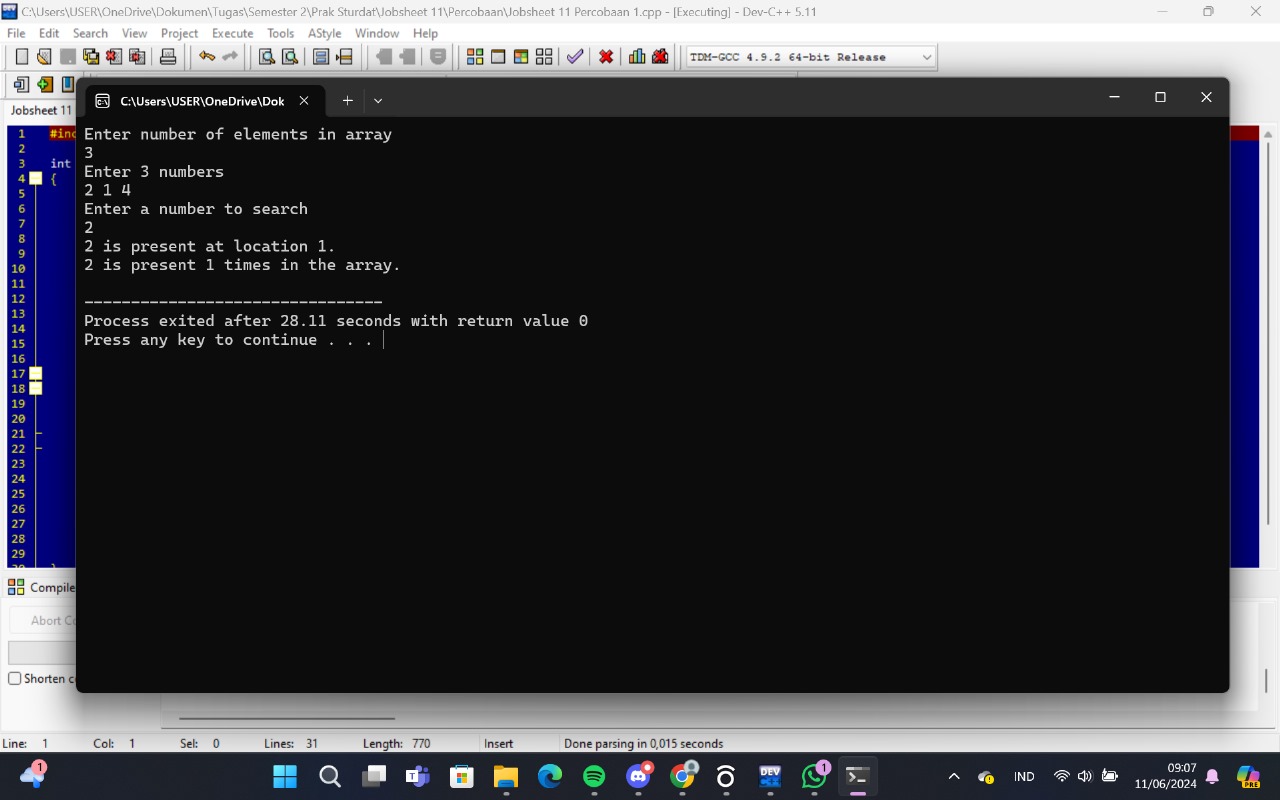 C:\Users\USER\OneDrive\Dokumen\Tugas\Semester 2\Prak Sturdat\Jobsheet 11\Percobaan\Jobsheet 11 Percobaan 1.cpp - [Executing] - Dev-C++ 5.11
File Edit Search View Project Execute Tools AStyle Window Help
TDM-GCC 4.9.2 64-bit Release
C:\Users\USER\OneDrive\Dok
Jobsheet 11
1 #inc
2
3 int
4 {
5
6
7
8
9
10
11
12
13
14
15
16
17
18
19
20
21
22
23
24
25
26
27
28
29
Enter number of elements in array
3
Enter 3 numbers
2 1 4
Enter a number to search
2
2 is present at location 1.
2 is present 1 times in the array.
--------------------------------
Process exited after 28.11 seconds with return value 0
Press any key to continue . . .
Compile
Abort Co
Shorten c
Line: 1 Col: 1 Sel: 0 Lines: 31 Length: 770 Insert Done parsing in 0,015 seconds
1
DEV
1
PRE
IND
09:07
11/06/2024